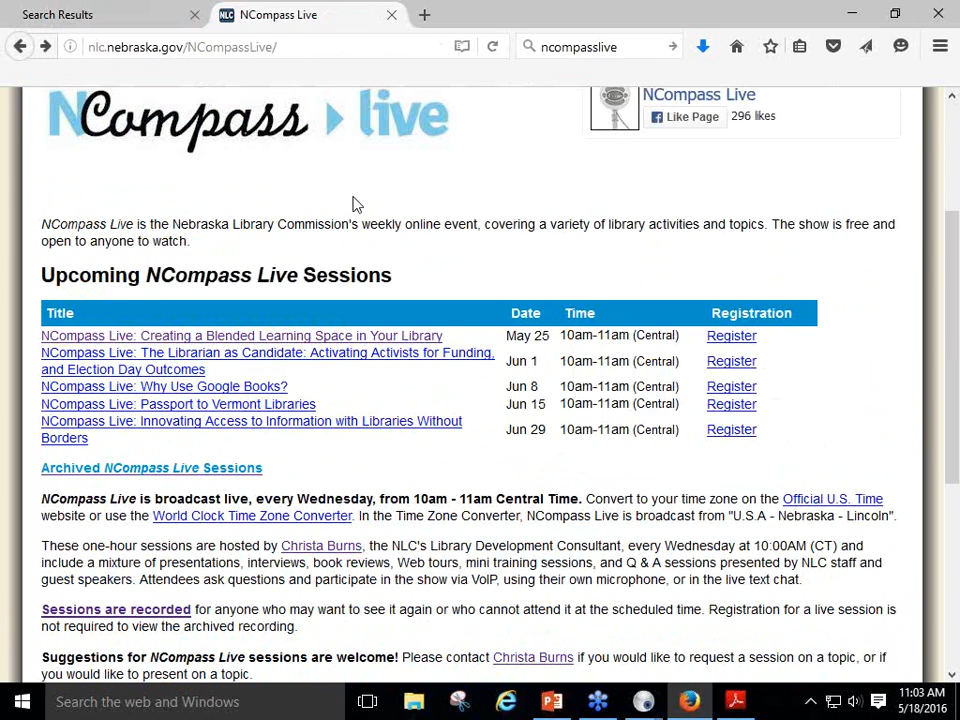 Search Results
NLC NCompass Live
nlc.nebraska.gov/NCompassLive/
ncompasslive
NCompass live
NCompass Live
Like Page 296 likes
NCompass Live is the Nebraska Library Commission's weekly online event, covering a variety of library activities and topics. The show is free and
open to anyone to watch.
Upcoming NCompass Live Sessions
Title Date Time Registration
NCompass Live: Creating a Blended Learning Space in Your Library May 25 10am-11am (Central) Register
NCompass Live: The Librarian as Candidate: Activating Activists for Funding,
and Election Day Outcomes Jun 1 10am-11am (Central) Register
NCompass Live: Why Use Google Books? Jun 8 10am-11am (Central) Register
NCompass Live: Passport to Vermont Libraries Jun 15 10am-11am (Central) Register
NCompass Live: Innovating Access to Information with Libraries Without
Borders Jun 29 10am-11am (Central) Register
Archived NCompass Live Sessions
NCompass Live is broadcast live, every Wednesday, from 10am - 11am Central Time. Convert to your time zone on the Official U.S. Time
website or use the World Clock Time Zone Converter. In the Time Zone Converter, NCompass Live is broadcast from "U.S.A - Nebraska - Lincoln".
These one-hour sessions are hosted by Christa Burns, the NLC's Library Development Consultant, every Wednesday at 10:00AM (CT) and
include a mixture of presentations, interviews, book reviews, Web tours, mini training sessions, and Q & A sessions presented by NLC staff and
guest speakers. Attendees ask questions and participate in the show via VoIP, using their own microphone, or in the live text chat.
Sessions are recorded for anyone who may want to see it again or who cannot attend it at the scheduled time. Registration for a live session is
not required to view the archived recording.
Suggestions for NCompass Live sessions are welcome! Please contact Christa Burns if you would like to request a session on a topic, or if
you would like to present on a topic.
Search the web and Windows
11:03 AM
5/18/2016